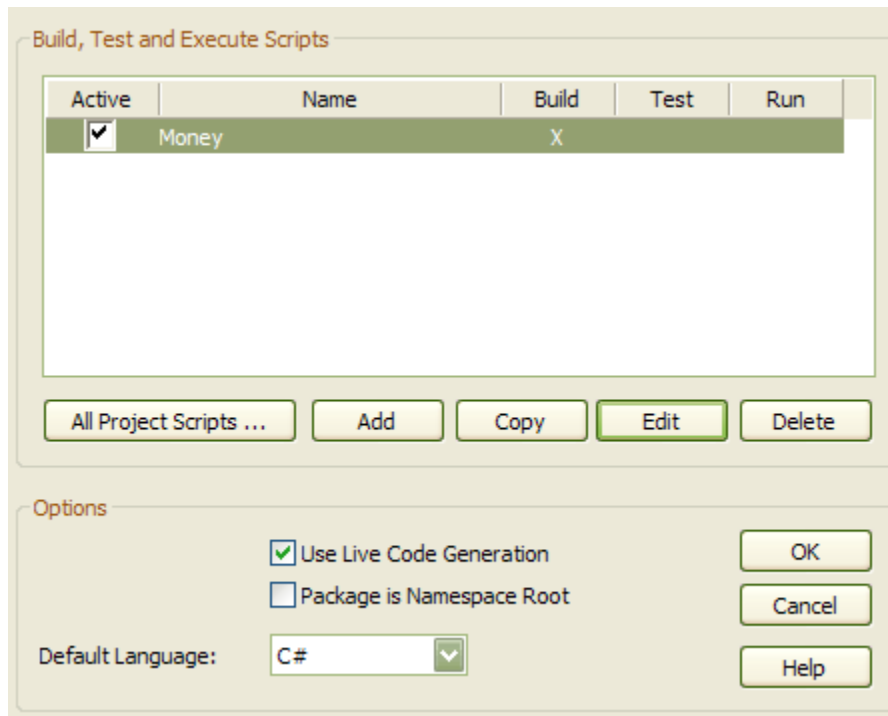 Build, Test and Execute Scripts
Active Name Build Test Run
Money X
All Project Scripts ... Add Copy Edit Delete
Options
Use Live Code Generation OK
Package is Namespace Root Cancel
Default Language: C# Help